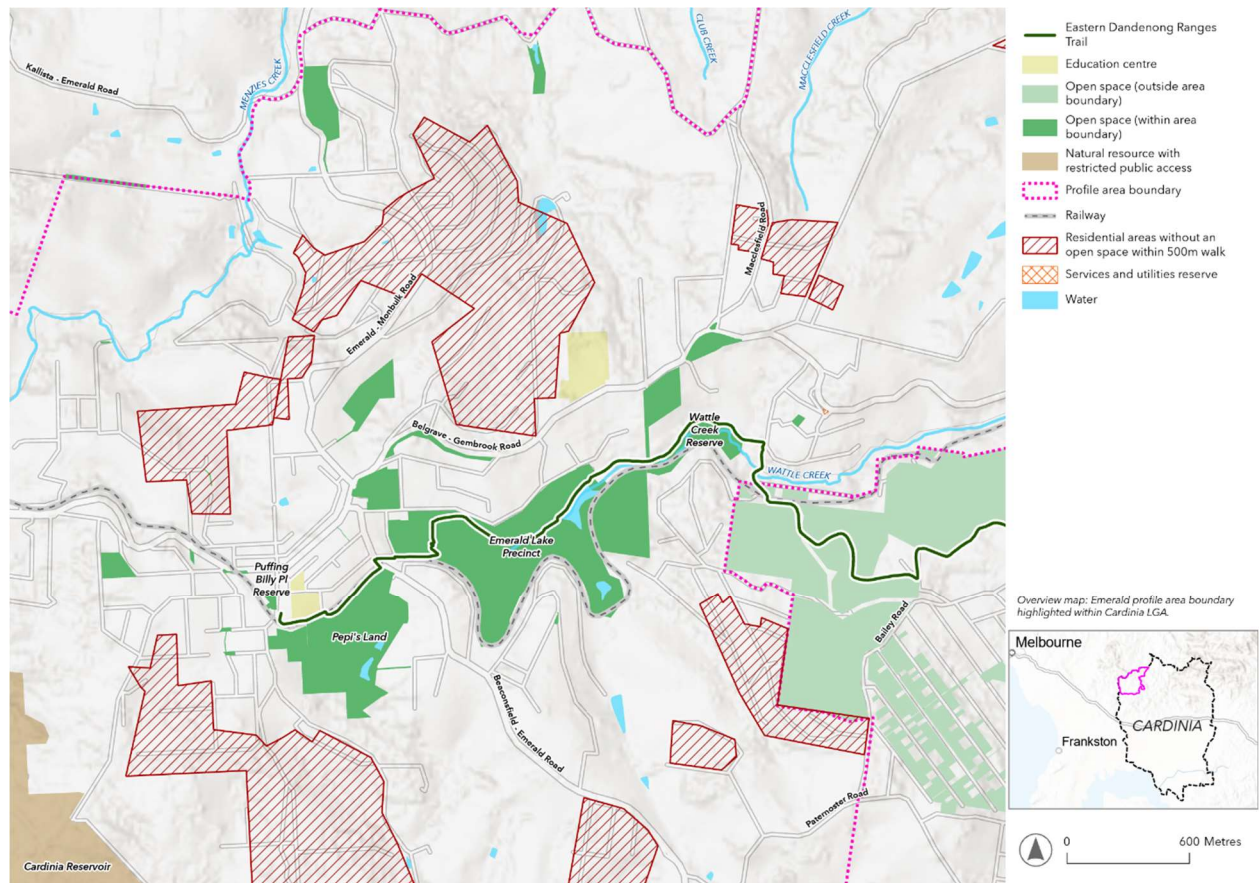 Kallista - Emerald Road
MENZIES CREEK
CLUB CREEK
MACCLESFIELD CREEK
Macclesfield Road
Emerald - Monbulk Road
Belgrave - Gembrook Road
Wattle
Creek
Reserve
WATTLE CREEK
Emerald Lake
Precinct
Puffing
Billy Pl
Reserve
Pepi's Land
Bailey Road
Beaconsfield - Emerald Road
Paternoster Road
Cardinia Reservoir
Eastern Dandenong Ranges
Trail
Education centre
Open space (outside area
boundary)
Open space (within area
boundary)
Natural resource with
restricted public access
Profile area boundary
Railway
Residential areas without an
open space within 500m walk
Services and utilities reserve
Water
Overview map: Emerald profile area boundary
highlighted within Cardinia LGA.
Melbourne
CARDINIA
Frankston
0
600 Metres